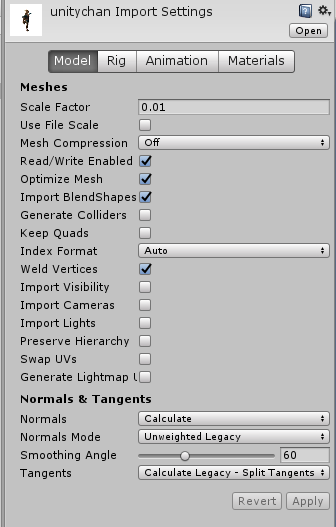 unitychan Import Settings
Open
Model Rig Animation Materials
Meshes
Scale Factor 0.01
Use File Scale
Mesh Compression Off
Read/Write Enabled
Optimize Mesh
Import BlendShapes
Generate Colliders
Keep Quads
Index Format Auto
Weld Vertices
Import Visibility
Import Cameras
Import Lights
Preserve Hierarchy
Swap UVs
Generate Lightmap U
Normals & Tangents
Normals Calculate
Normals Mode Unweighted Legacy
Smoothing Angle 60
Tangents Calculate Legacy - Split Tangents
Revert Apply